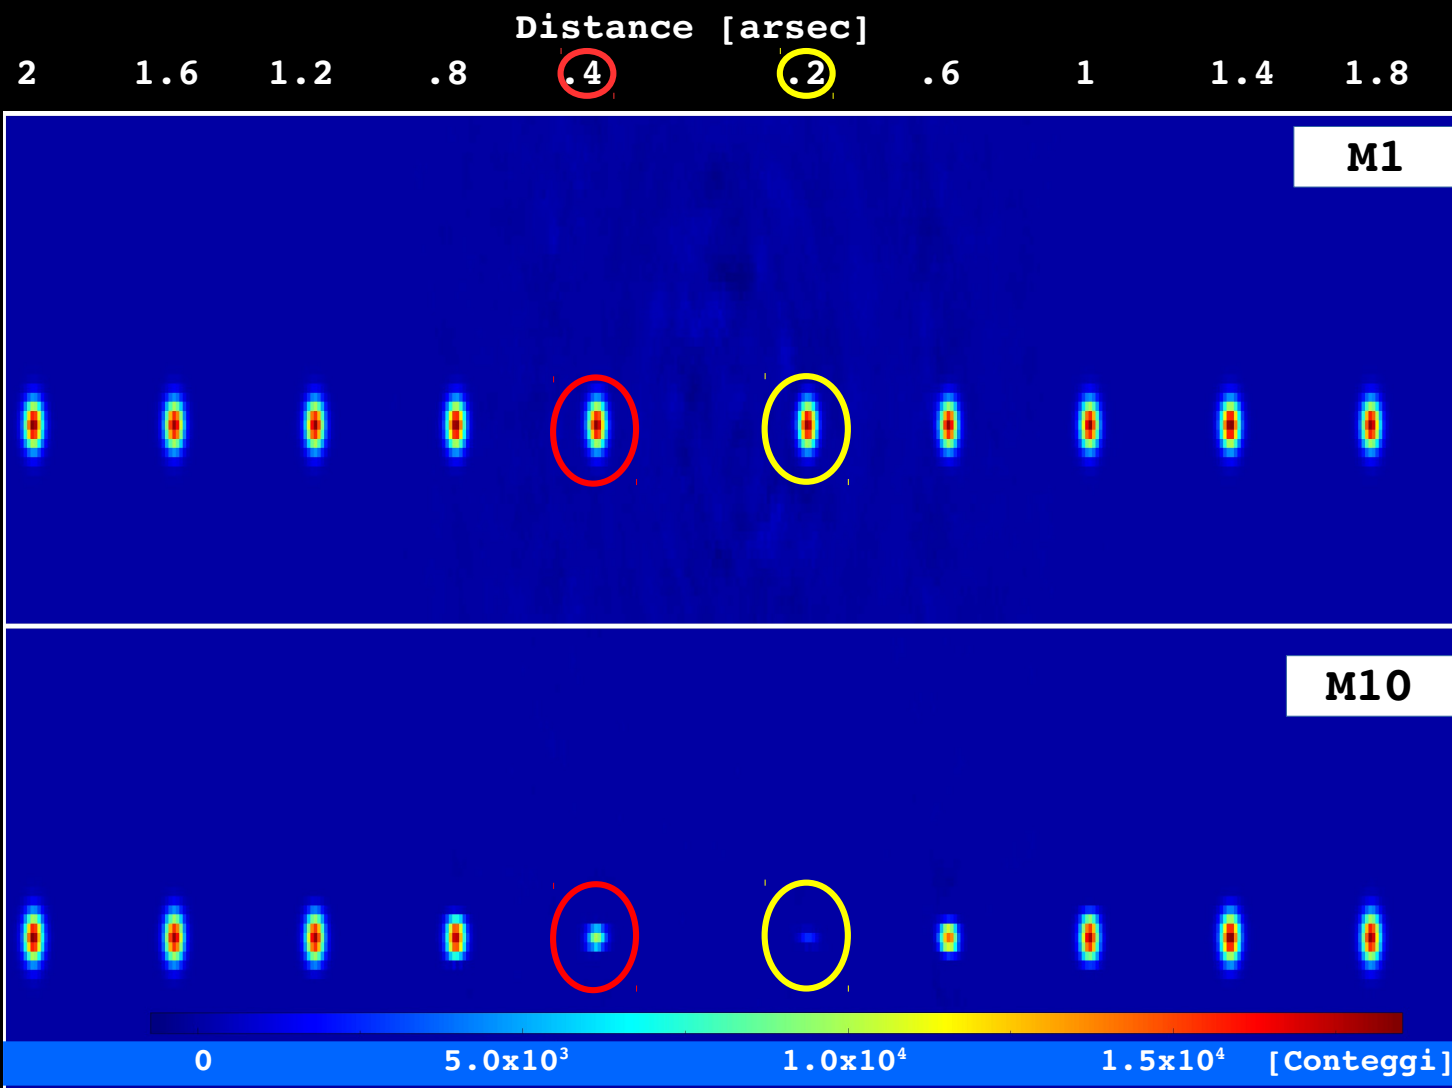 Distance [arsec]
2 1.6 1.2 .8 .4 .2 .6 1 1.4 1.8
M1
M10
0 5.0x10³ 1.0x10⁴ 1.5x10⁴ [Conteggi]